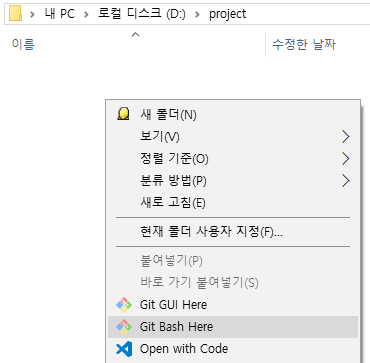 내 PC > 로컬 디스크 (D:) > project
이름 수정한 날짜
새 폴더(N)
보기(V)
정렬 기준(O)
분류 방법(P)
새로 고침(E)
현재 폴더 사용자 지정(F)...
붙여넣기(P)
바로 가기 붙여넣기(S)
Git GUI Here
Git Bash Here
Open with Code